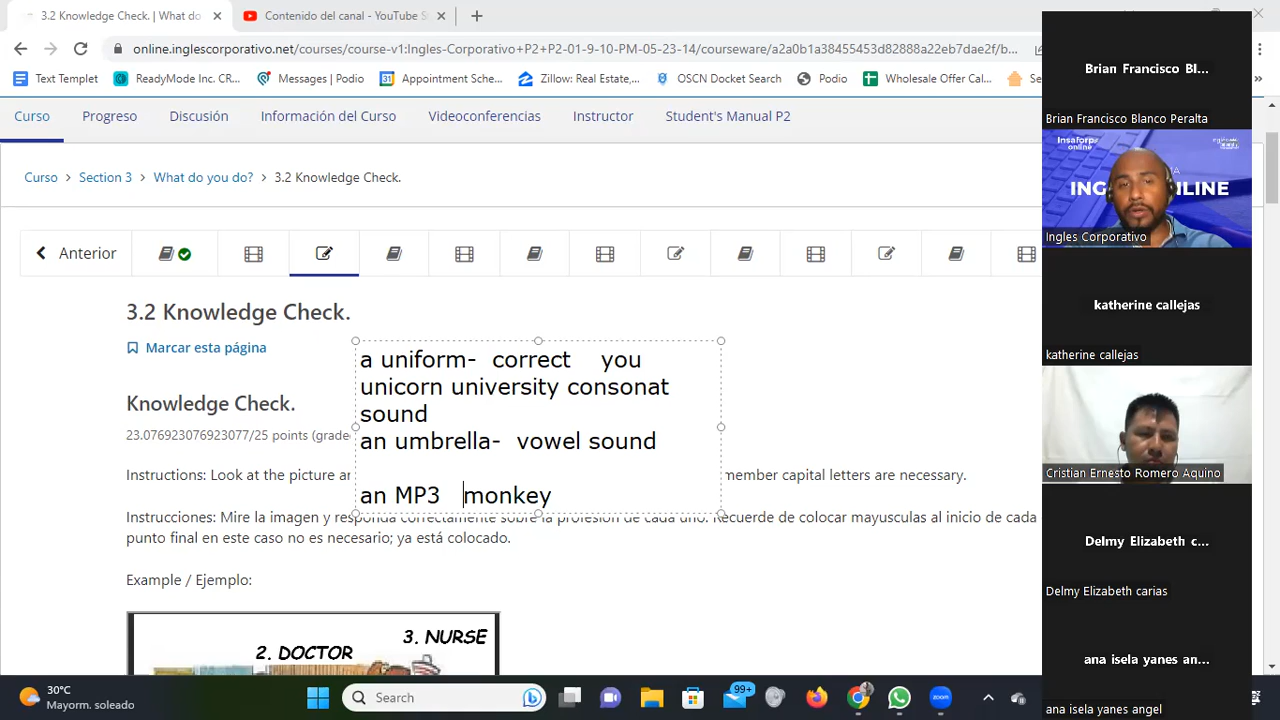 3.2 Knowledge Check. | What do
Contenido del canal - YouTube S
online.inglescorporativo.net/courses/course-v1:Ingles-Corporativo+P2+P2-01-9-10-PM-05-23-14/courseware/a2a0b1a38455453d82888a22eb7dae2f/b...
Text Templet
ReadyMode Inc. CR...
Messages | Podio
Appointment Sche...
Zillow: Real Estate,...
OSCN Docket Search
Podio
Wholesale Offer Cal...
Curso
Progreso
Discusión
Información del Curso
Videoconferencias
Instructor
Student's Manual P2
Curso > Section 3 > What do you do? > 3.2 Knowledge Check.
Anterior
3.2 Knowledge Check.
Marcar esta página
Knowledge Check.
23.076923076923077/25 points (grade
Instructions: Look at the picture an
member capital letters are necessary.
a uniform- correct you
unicorn university consonat
sound
an umbrella- vowel sound
an MP3 monkey
Instrucciones: Mire la imagen y responda correctamente sobre la profesión de cada uno. Recuerde de colocar mayusculas al inicio de cada
punto final en este caso no es necesario; ya está colocado.
Example / Ejemplo:
2. DOCTOR
3. NURSE
30°C
Mayorm. soleado
Search
99+
zoom
Brian Francisco Bl...
Brian Francisco Blanco Peralta
Insaforp
online
INGLÉS ONLINE
Ingles Corporativo
katherine callejas
katherine callejas
Cristian Ernesto Romero Aquino
Delmy Elizabeth c...
Delmy Elizabeth carias
ana isela yanes an...
ana isela yanes angel